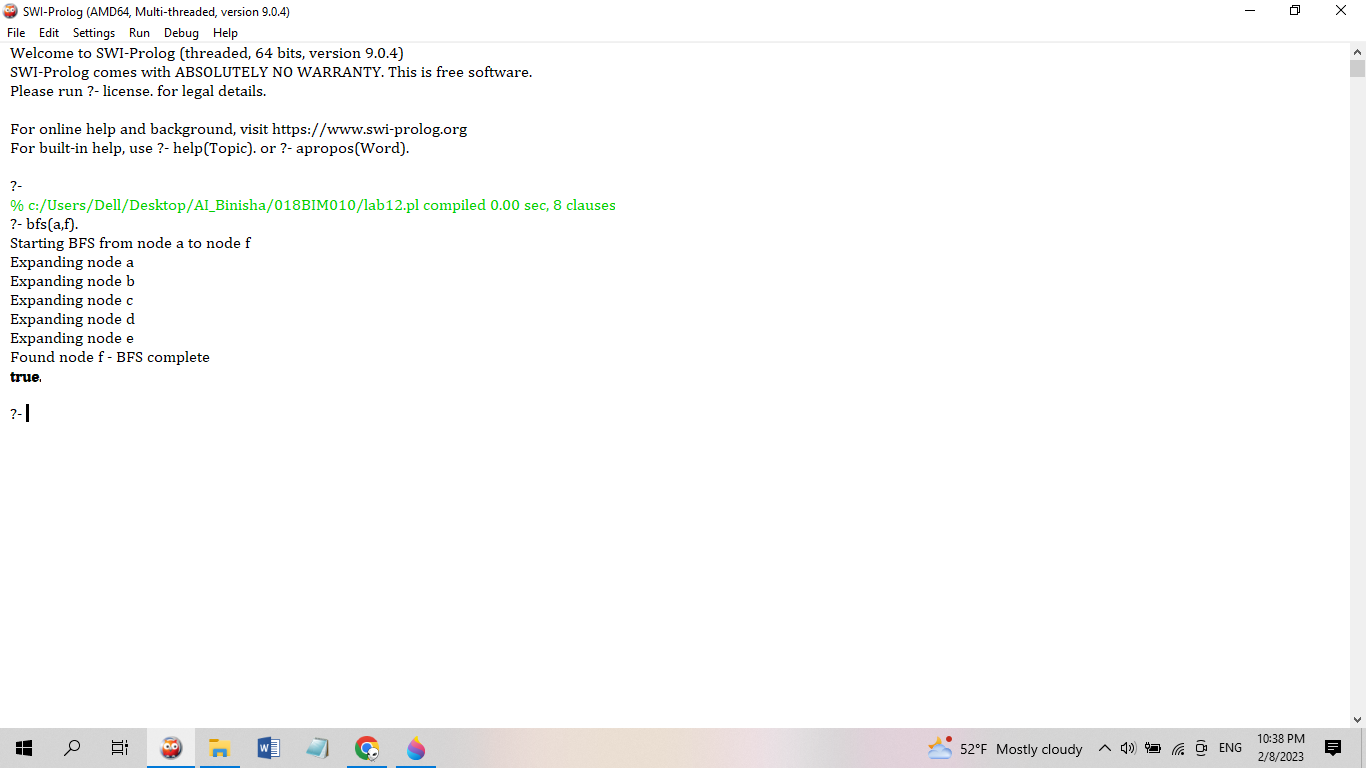 SWI-Prolog (AMD64, Multi-threaded, version 9.0.4)
File Edit Settings Run Debug Help
Welcome to SWI-Prolog (threaded, 64 bits, version 9.0.4)
SWI-Prolog comes with ABSOLUTELY NO WARRANTY. This is free software.
Please run ?- license. for legal details.
For online help and background, visit https://www.swi-prolog.org
For built-in help, use ?- help(Topic). or ?- apropos(Word).
?-
% c:/Users/Dell/Desktop/AI_Binisha/018BIM010/lab12.pl compiled 0.00 sec, 8 clauses
?- bfs(a,f).
Starting BFS from node a to node f
Expanding node a
Expanding node b
Expanding node c
Expanding node d
Expanding node e
Found node f - BFS complete
true.
?-
52°F Mostly cloudy ENG 10:38 PM
2/8/2023